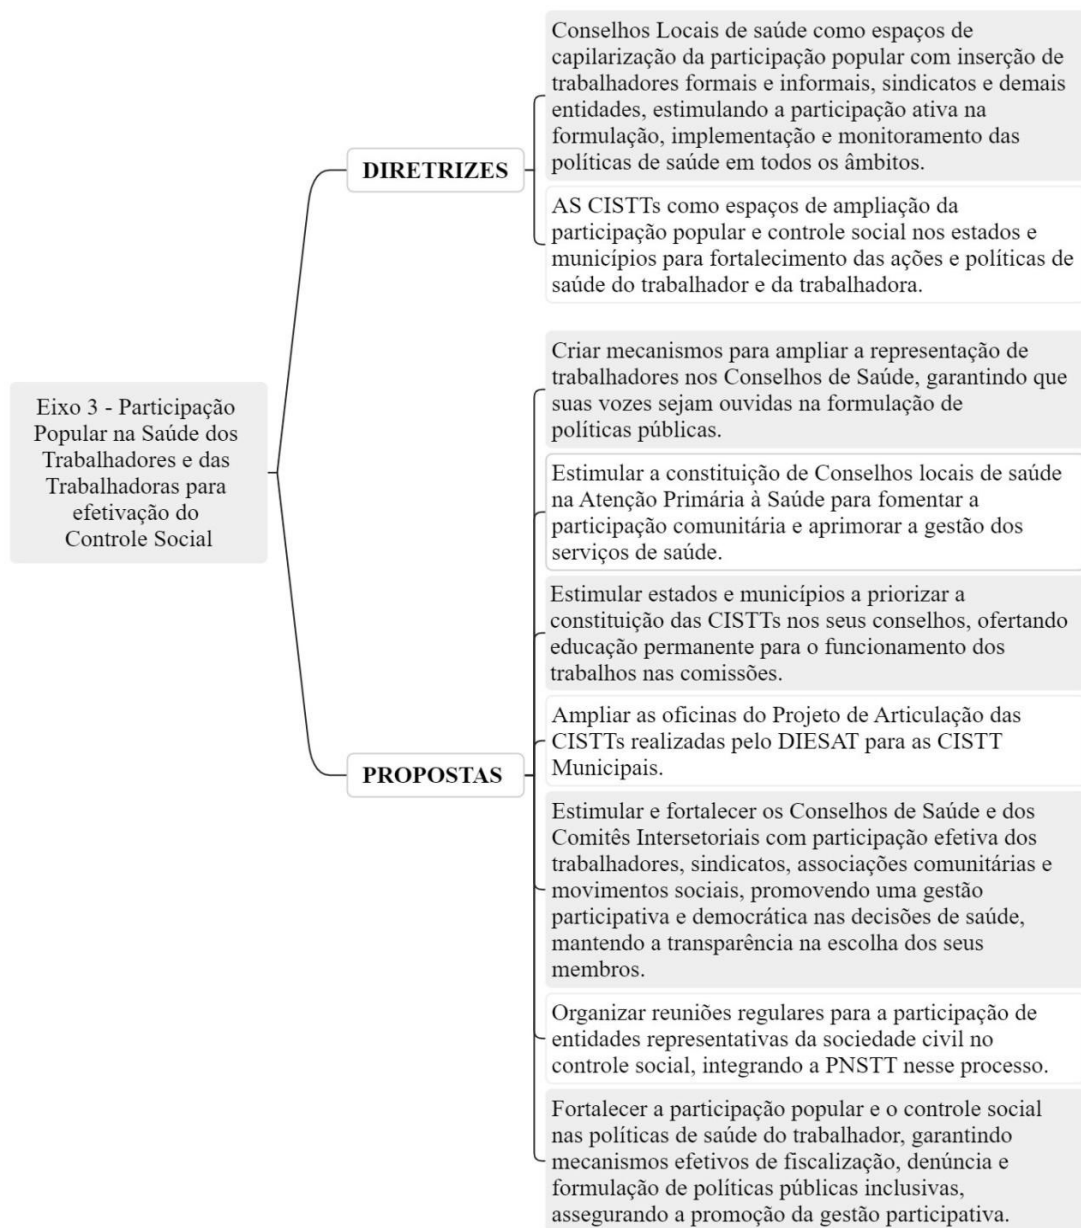 Eixo 3 - Participação
Popular na Saúde dos
Trabalhadores e das
Trabalhadoras para
efetivação do
Controle Social
DIRETRIZES
Conselhos Locais de saúde como espaços de
capilarização da participação popular com inserção de
trabalhadores formais e informais, sindicatos e demais
entidades, estimulando a participação ativa na
formulação, implementação e monitoramento das
políticas de saúde em todos os âmbitos.
AS CISTTs como espaços de ampliação da
participação popular e controle social nos estados e
municípios para fortalecimento das ações e políticas de
saúde do trabalhador e da trabalhadora.
PROPOSTAS
Criar mecanismos para ampliar a representação de
trabalhadores nos Conselhos de Saúde, garantindo que
suas vozes sejam ouvidas na formulação de
políticas públicas.
Estimular a constituição de Conselhos locais de saúde
na Atenção Primária à Saúde para fomentar a
participação comunitária e aprimorar a gestão dos
serviços de saúde.
Estimular estados e municípios a priorizar a
constituição das CISTTs nos seus conselhos, ofertando
educação permanente para o funcionamento dos
trabalhos nas comissões.
Ampliar as oficinas do Projeto de Articulação das
CISTTs realizadas pelo DIESAT para as CISTT
Municipais.
Estimular e fortalecer os Conselhos de Saúde e dos
Comitês Intersetoriais com participação efetiva dos
trabalhadores, sindicatos, associações comunitárias e
movimentos sociais, promovendo uma gestão
participativa e democrática nas decisões de saúde,
mantendo a transparência na escolha dos seus
membros.
Organizar reuniões regulares para a participação de
entidades representativas da sociedade civil no
controle social, integrando a PNSTT nesse processo.
Fortalecer a participação popular e o controle social
nas políticas de saúde do trabalhador, garantindo
mecanismos efetivos de fiscalização, denúncia e
formulação de políticas públicas inclusivas,
assegurando a promoção da gestão participativa.